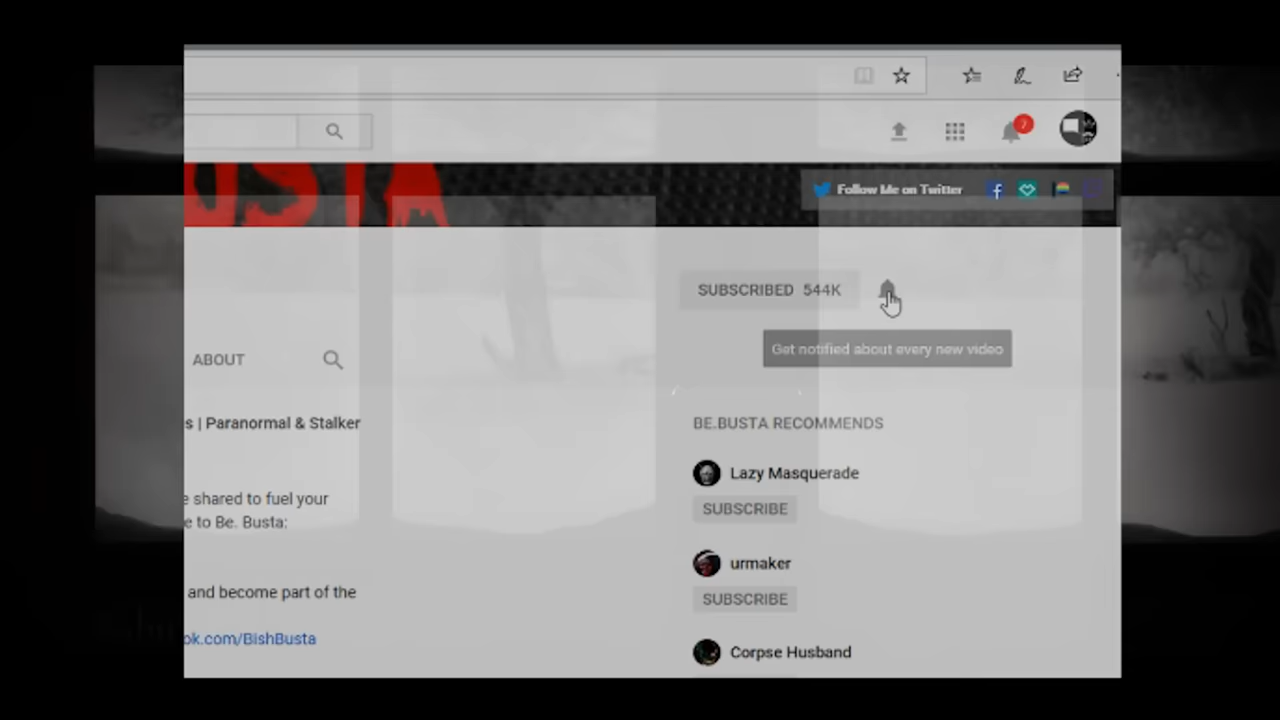 7
USTA
Follow Me on Twitter
SUBSCRIBED 544K
Get notified about every new video
ABOUT
s | Paranormal & Stalker
BE.BUSTA RECOMMENDS
Lazy Masquerade
SUBSCRIBE
e shared to fuel your
e to Be. Busta:
urmaker
SUBSCRIBE
and become part of the
ok.com/BishBusta
Corpse Husband